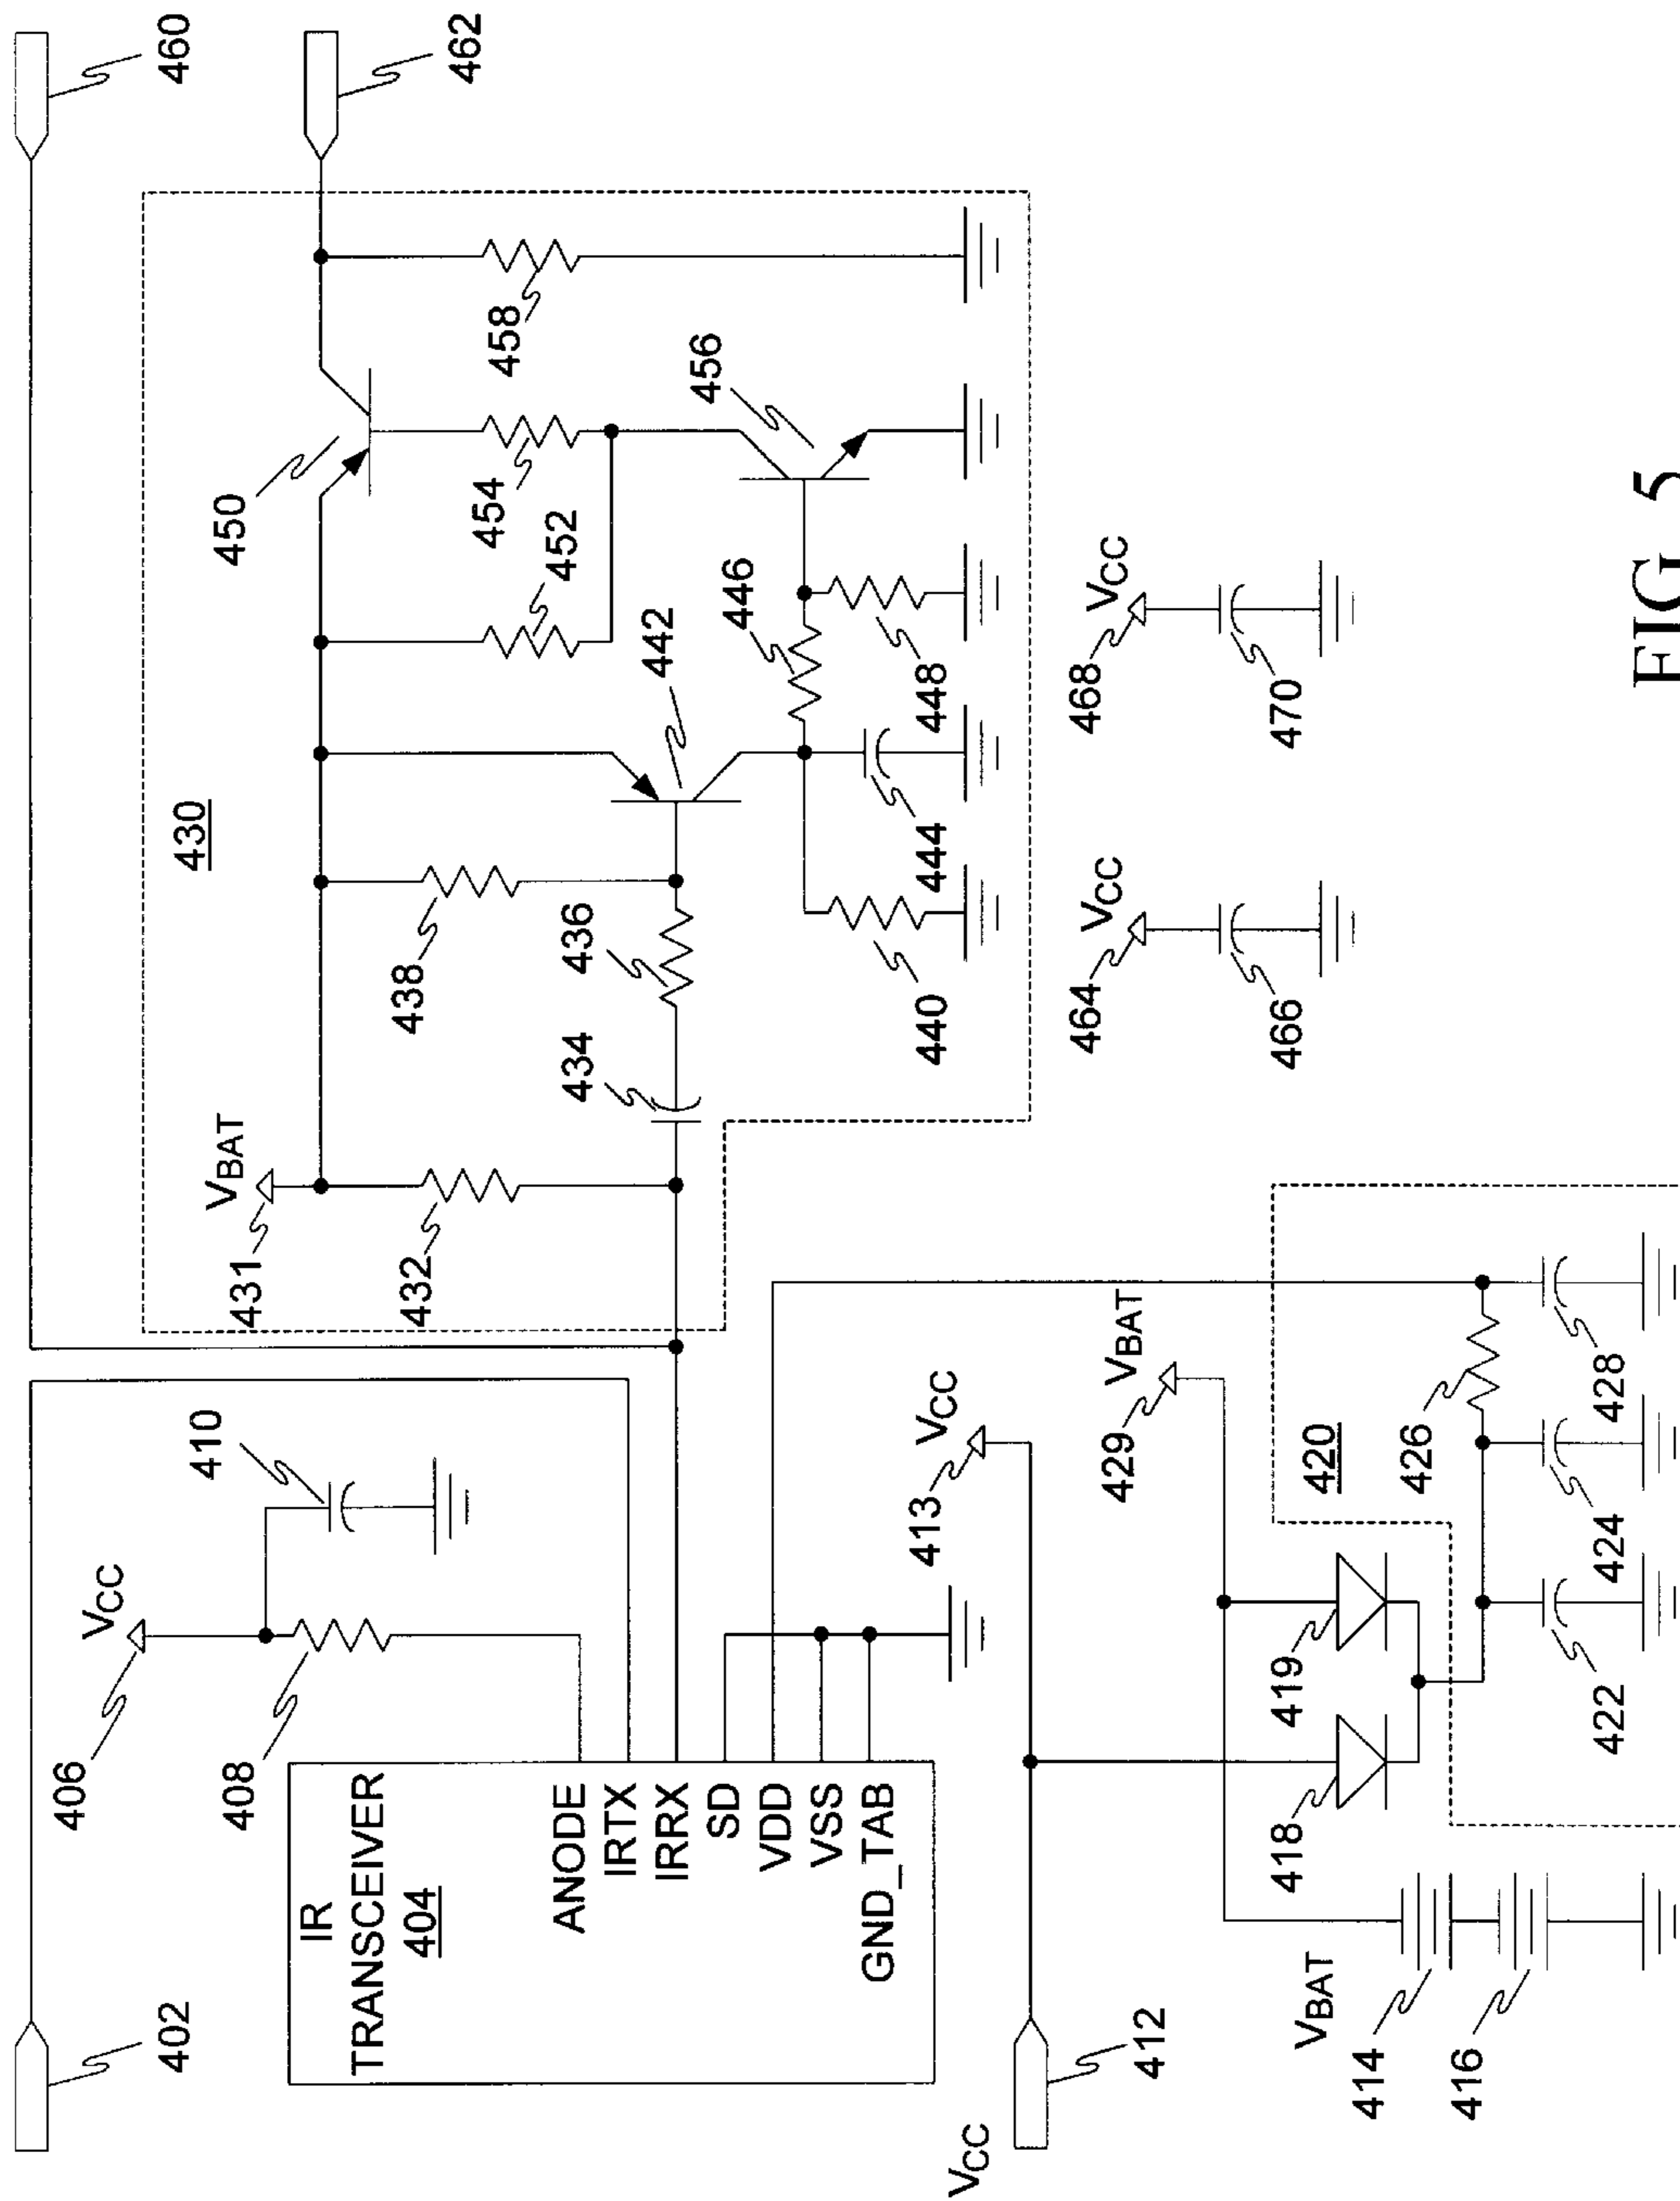 402
460
462
406
VCC
408
410
IR
TRANSCEIVER
404
ANODE
IRTX
IRRX
SD
VDD
VSS
GND_TAB
430
431
VBAT
432
434
436
438
440
442
444
446
448
450
452
454
456
458
464
VCC
466
468
VCC
470
VCC
412
413
VCC
429
VBAT
VBAT
414
416
418
419
420
422
424
426
428
FIG. 5